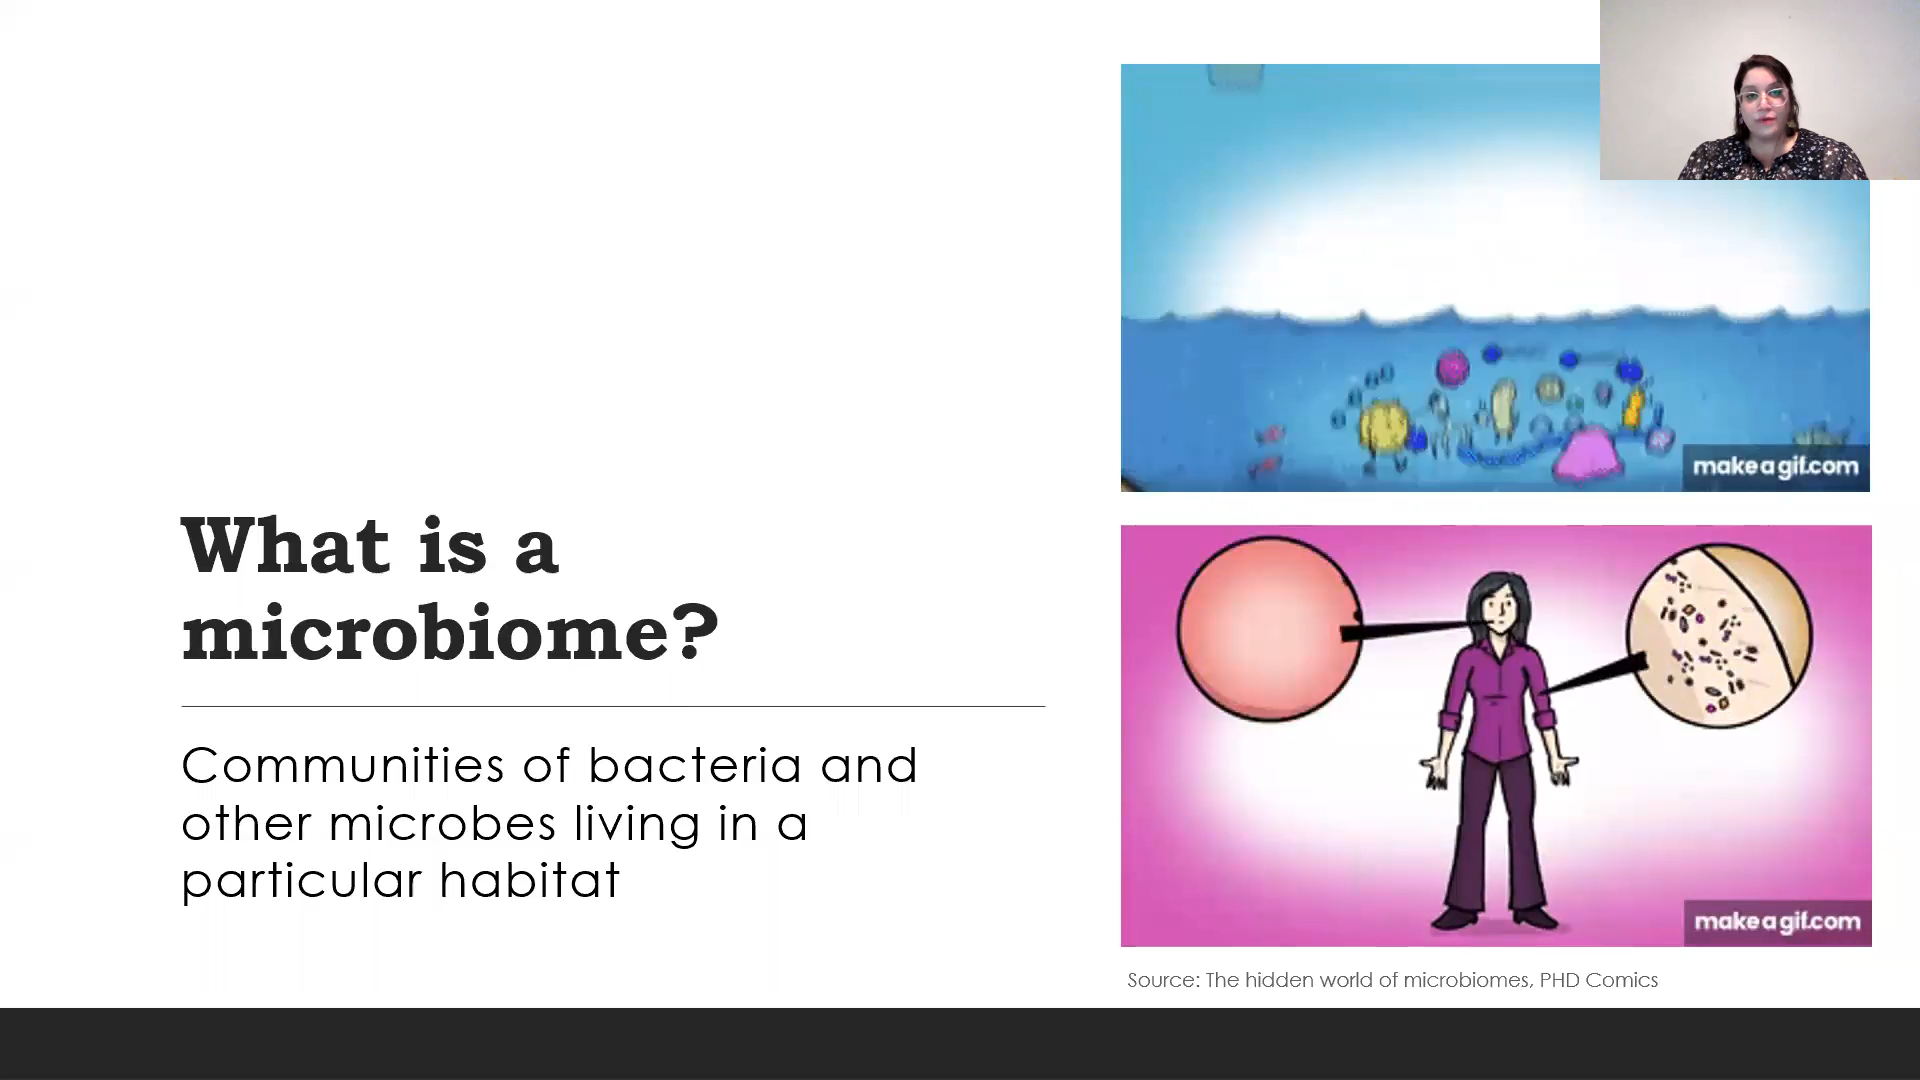 What is a
microbiome?
Communities of bacteria and
other microbes living in a
particular habitat
makeagif.com
makeagif.com
Source: The hidden world of microbiomes, PHD Comics